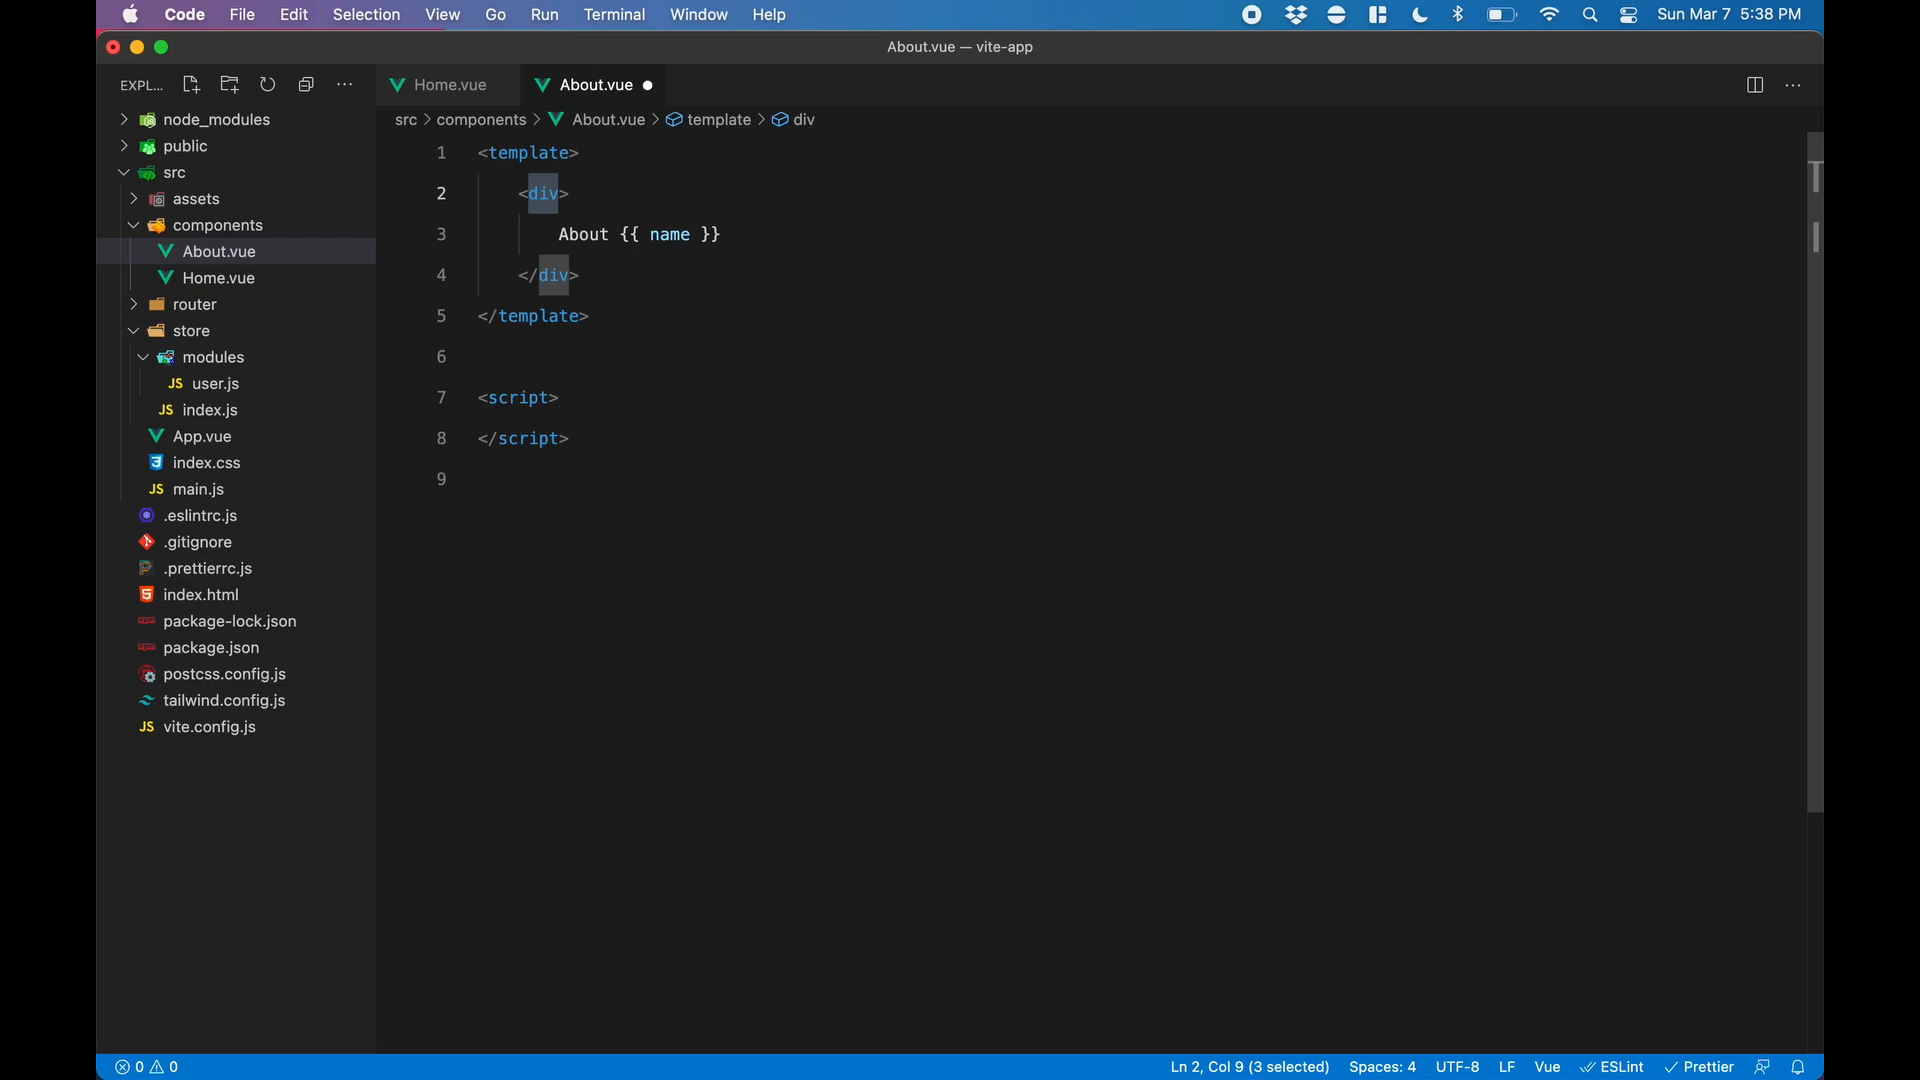 Code File Edit Selection View Go Run Terminal Window Help Sun Mar 7 5:38 PM
About.vue — vite-app
EXPL... Home.vue About.vue
src > components > About.vue > template > div
node_modules
public
src
assets
components
About.vue
Home.vue
router
store
modules
JS user.js
JS index.js
App.vue
index.css
JS main.js
.eslintrc.js
.gitignore
.prettierrc.js
index.html
package-lock.json
package.json
postcss.config.js
tailwind.config.js
JS vite.config.js
1 <template>
2 <div>
3 About {{ name }}
4 </div>
5 </template>
6
7 <script>
8 </script>
9
0 0 Ln 2, Col 9 (3 selected) Spaces: 4 UTF-8 LF Vue ESLint Prettier